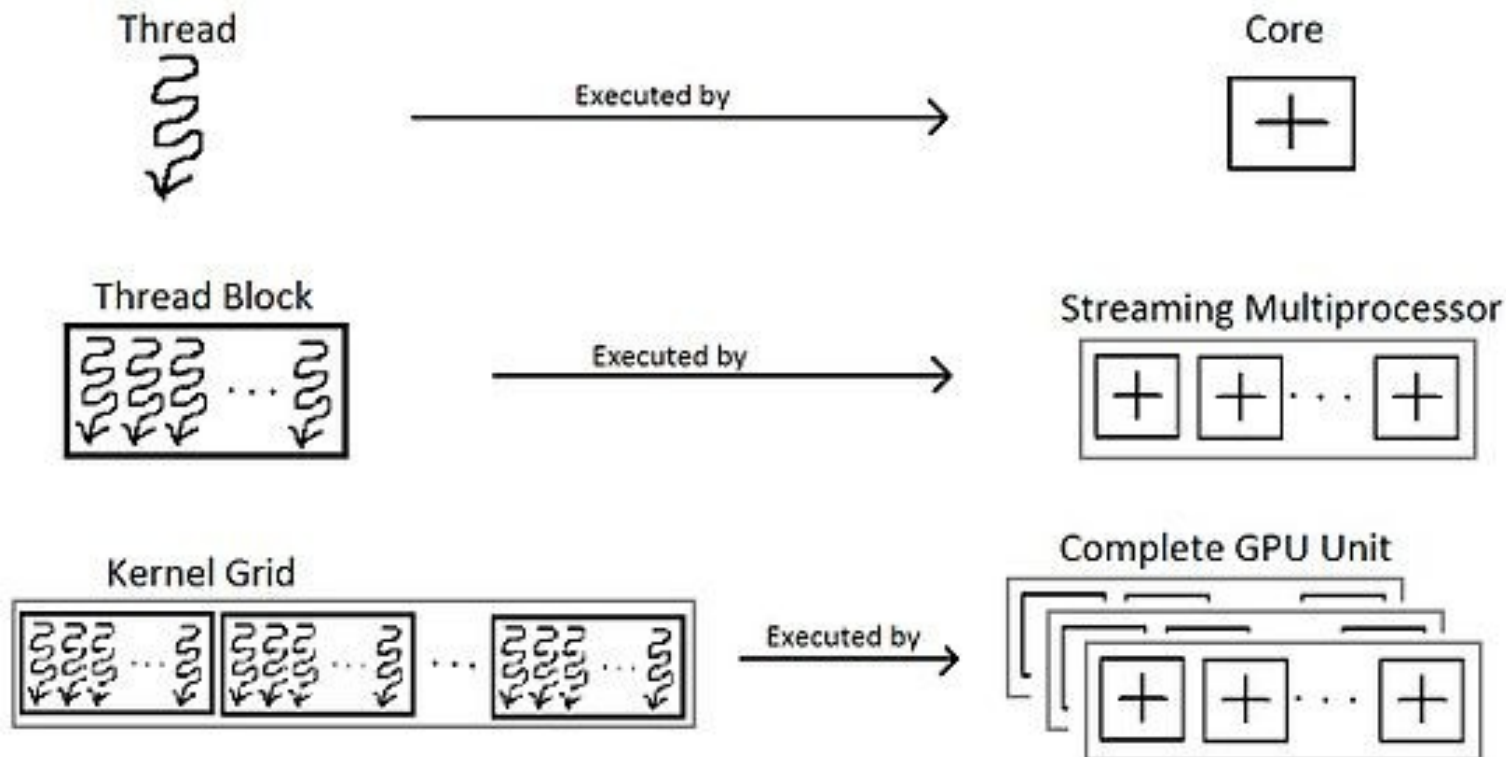 Thread
Executed by
Core
Thread Block
Executed by
Streaming Multiprocessor
Kernel Grid
Executed by
Complete GPU Unit